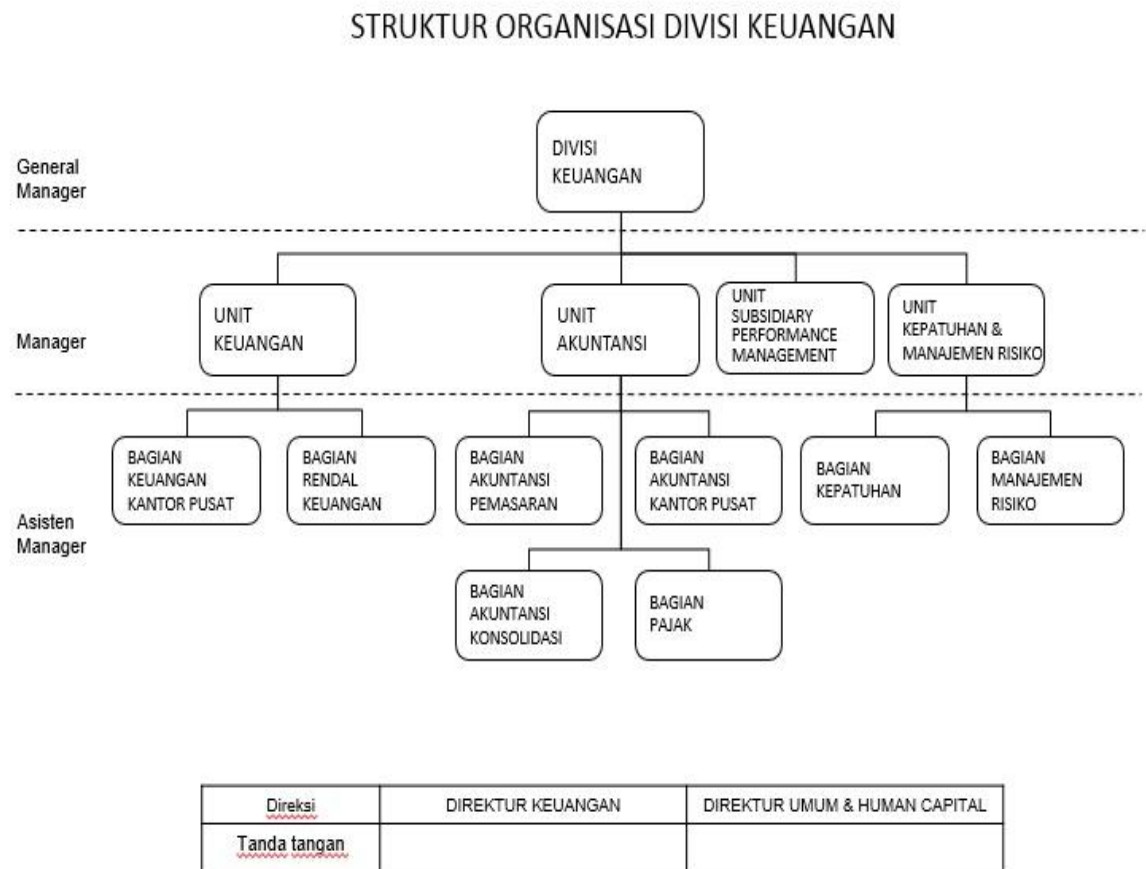 STRUKTUR ORGANISASI DIVISI KEUANGAN
General
Manager
DIVISI
KEUANGAN
Manager
UNIT
KEUANGAN
UNIT
AKUNTANSI
UNIT
SUBSIDIARY
PERFORMANCE
MANAGEMENT
UNIT
KEPATUHAN &
MANAJEMEN RISIKO
Asisten
Manager
BAGIAN
KEUANGAN
KANTOR PUSAT
BAGIAN
RENDAL
KEUANGAN
BAGIAN
AKUNTANSI
PEMASARAN
BAGIAN
AKUNTANSI
KANTOR PUSAT
BAGIAN
KEPATUHAN
BAGIAN
MANAJEMEN
RISIKO
BAGIAN
AKUNTANSI
KONSOLIDASI
BAGIAN
PAJAK
Direksi DIREKTUR KEUANGAN DIREKTUR UMUM & HUMAN CAPITAL
Tanda tangan